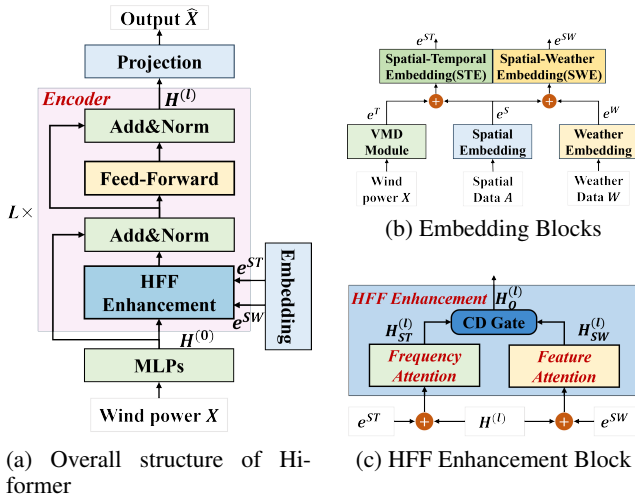 Output X̂
Projection
H^(l)
Encoder
Add&Norm
Feed-Forward
L×
Add&Norm
e^ST
HFF
Enhancement
e^SW
Embedding
H^(0)
MLPs
Wind power X
(a) Overall structure of Hi-
former
e^ST
e^SW
Spatial-Temporal
Embedding(STE)
Spatial-Weather
Embedding(SWE)
e^T
e^S
e^W
VMD
Module
Spatial
Embedding
Weather
Embedding
Wind
power X
Spatial
Data A
Weather
Data W
(b) Embedding Blocks
HFF Enhancement
H_O^(l)
H_ST^(l)
CD Gate
H_SW^(l)
Frequency
Attention
Feature
Attention
e^ST
H^(l)
e^SW
(c) HFF Enhancement Block